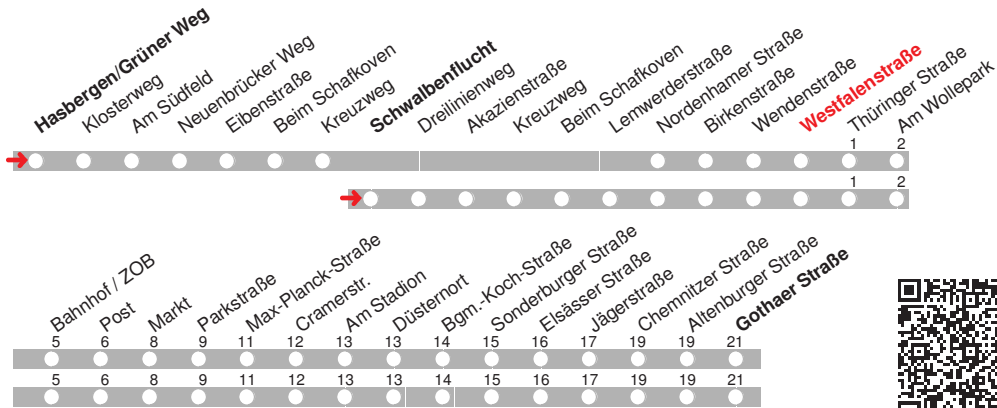 Hasbergen/Grüner Weg
Klosterweg
Am Südfeld
Neuenbrücker Weg
Eibenstraße
Beim Schafkoven
Kreuzweg
Schwalbenflucht
Dreilinienweg
Akazienstraße
Kreuzweg
Beim Schafkoven
Lemwerderstraße
Nordenhamer Straße
Birkenstraße
Wendenstraße
Westfalenstraße
Thüringer Straße
Am Wollepark
1 2
1 2
Bahnhof / ZOB
Post
Markt
Parkstraße
Max-Planck-Straße
Cramerstr.
Am Stadion
Düsternort
Bgm.-Koch-Straße
Sonderburger Straße
Elsässer Straße
Jägerstraße
Chemnitzer Straße
Altenburger Straße
Gothaer Straße
5 6 8 9 11 12 13 13 14 15 16 17 19 19 21
5 6 8 9 11 12 13 13 14 15 16 17 19 19 21